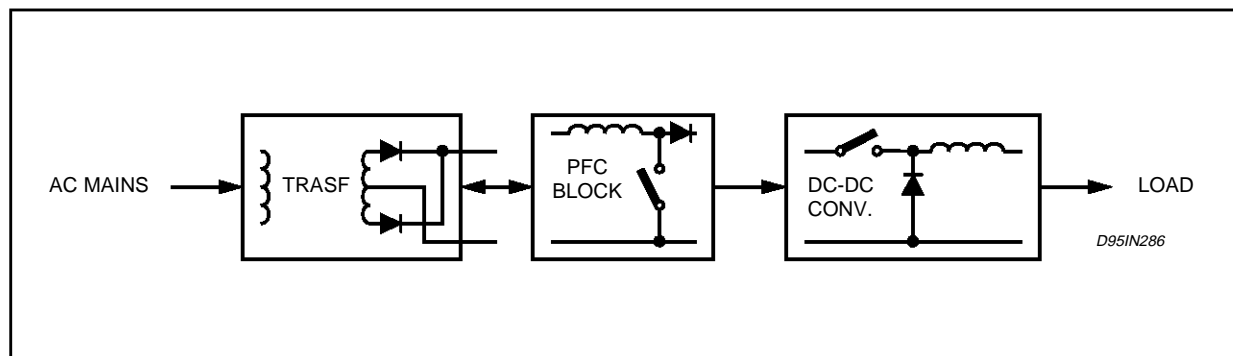 AC MAINS
TRASF
PFC
BLOCK
DC-DC
CONV.
LOAD
D95IN286